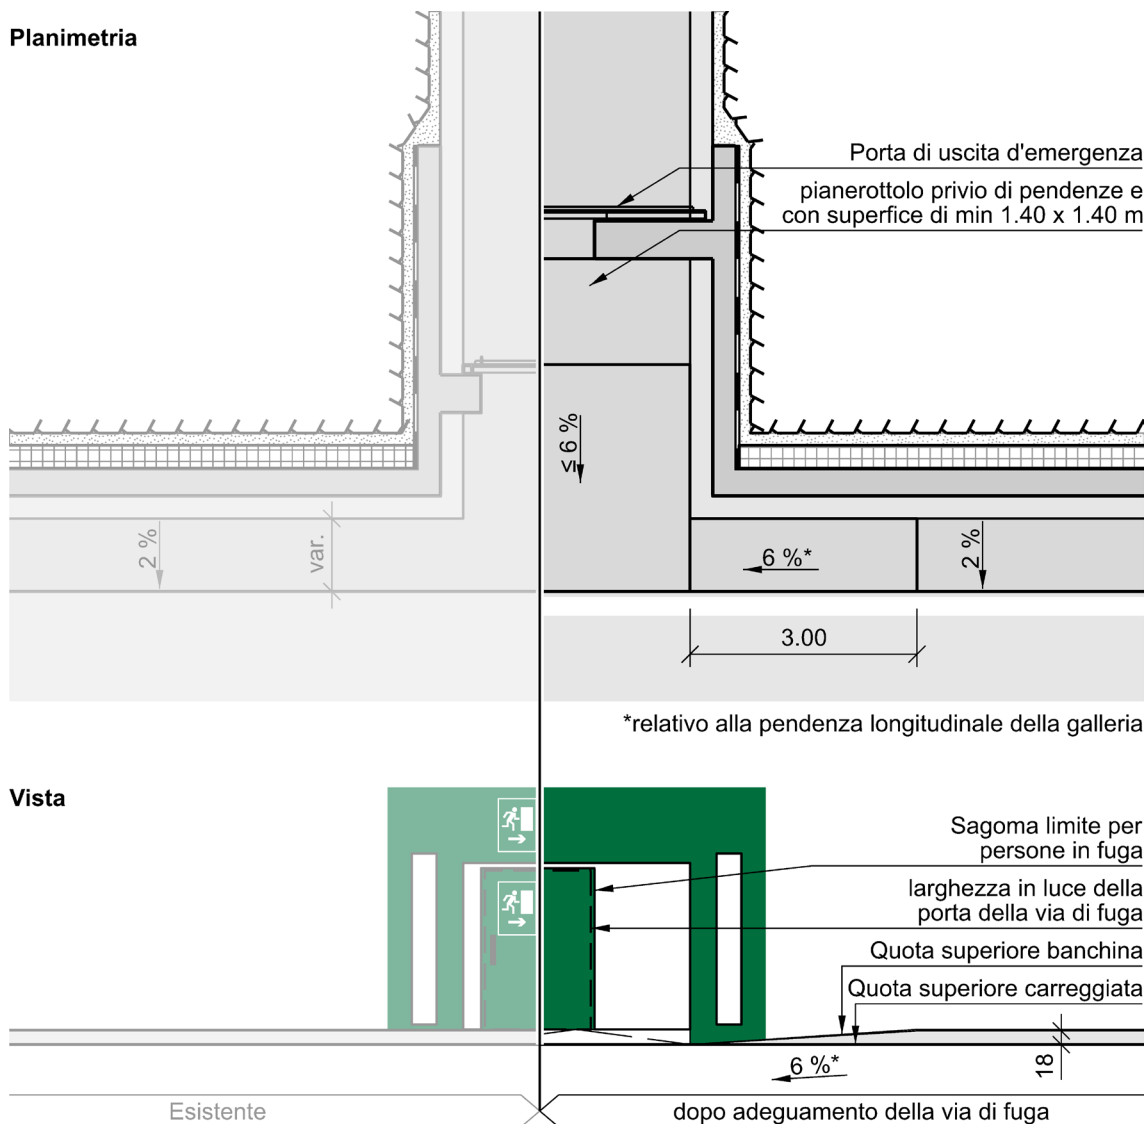 Planimetria
Porta di uscita d'emergenza
pianerottolo privio di pendenze e
con superfice di min 1.40 x 1.40 m
≤ 6 %
2 %
var.
6 %*
2 %
3.00
*relativo alla pendenza longitudinale della galleria
Vista
Sagoma limite per
persone in fuga
larghezza in luce della
porta della via di fuga
Quota superiore banchina
Quota superiore carreggiata
6 %*
18
Esistente
dopo adeguamento della via di fuga